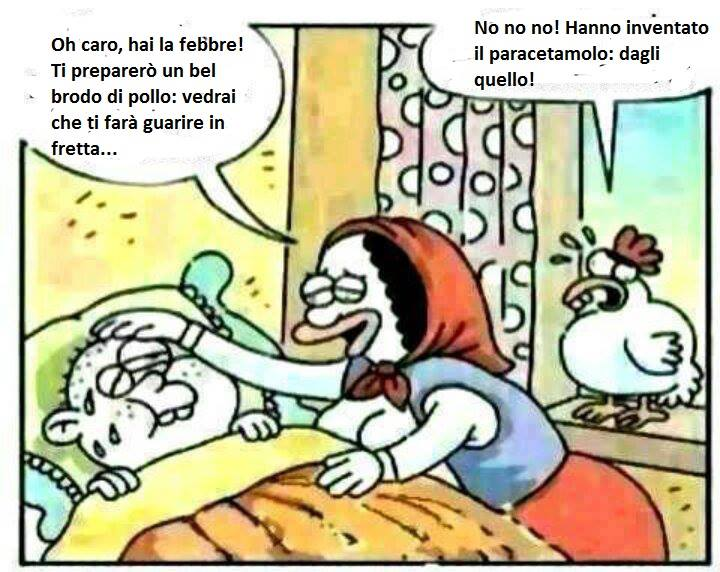 Oh caro, hai la febbre!
Ti preparerò un bel
brodo di pollo: vedrai
che ti farà guarire in
fretta...
No no no! Hanno inventato
il paracetamolo: dagli
quello!